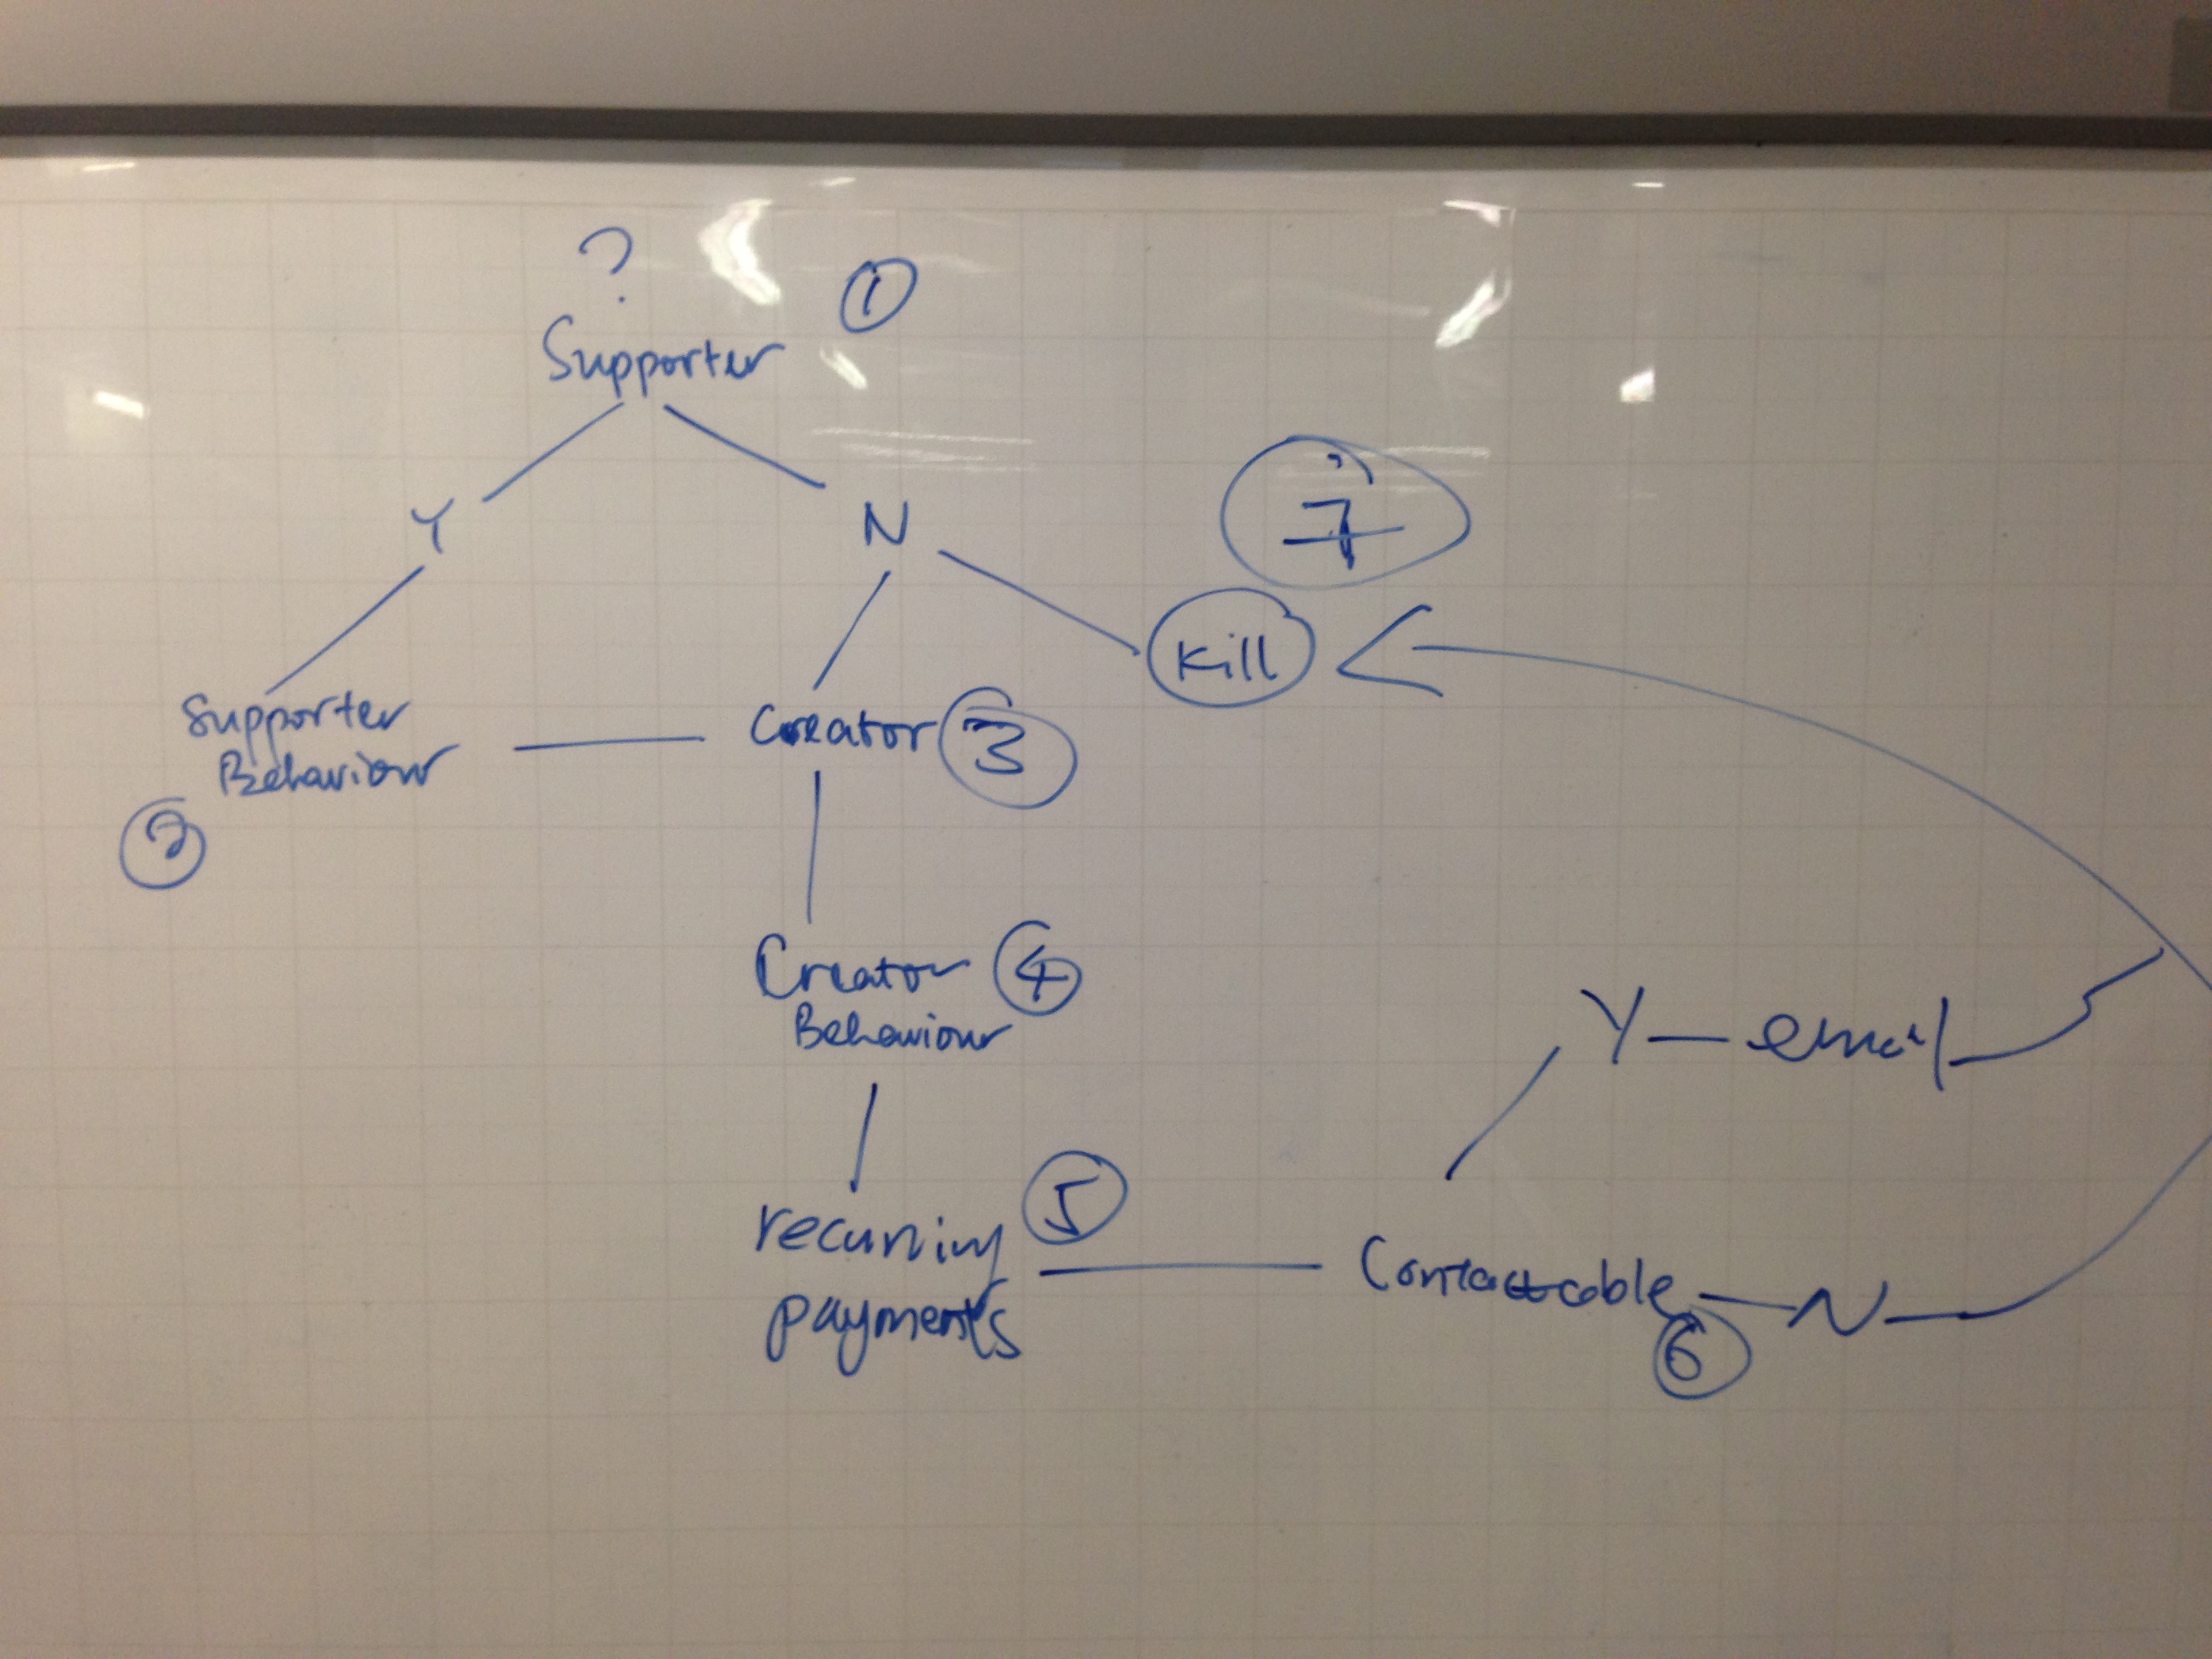 ?
1
Supporter
Y
N
7
Kill
Supporter
Behaviour
2
Creator 3
Creator 4
Behaviour
Y — email
recurring 5
payments
Contactable — N
6